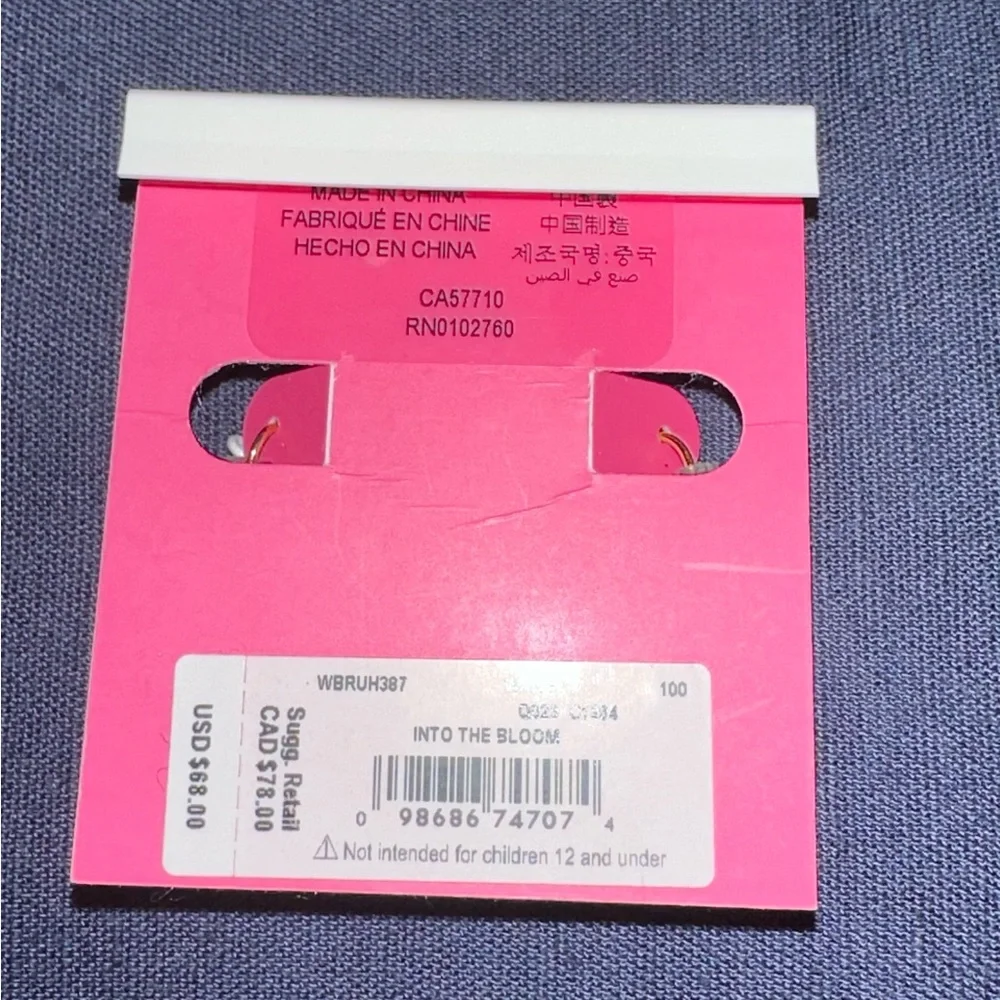 MADE IN CHINA
FABRIQUÉ EN CHINE
HECHO EN CHINA
中国製
中国制造
제조국명:중국
صنع في الصين
CA57710
RN0102760
WBRUH387
100
INTO THE BLOOM
0 98686 74707 4
⚠ Not intended for children 12 and under
Sugg. Retail
CAD $78.00
USD $68.00